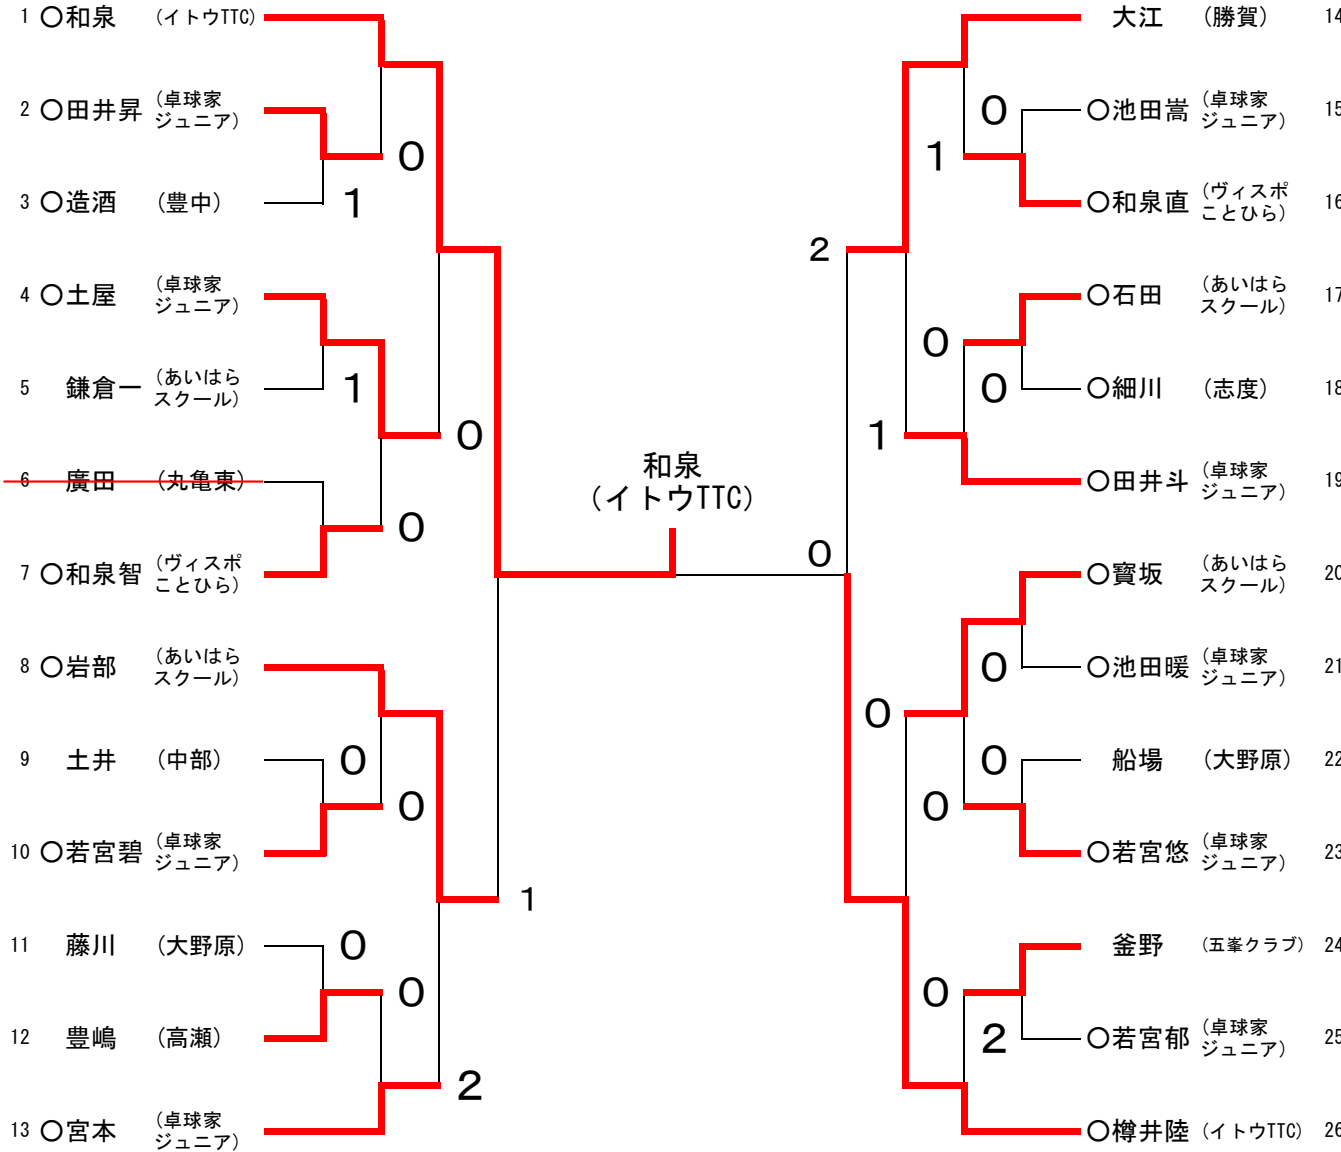 1 ○和泉 (イトウTTC)
2 ○田井昇 (卓球家
ジュニア)
0
3 ○造酒 (豊中)
1
4 ○土屋 (卓球家
ジュニア)
5 鎌倉一 (あいはら
スクール)
1
0
6 廣田 (丸亀東)
0
7 ○和泉智 (ヴィスポ
ことひら)
8 ○岩部 (あいはら
スクール)
9 土井 (中部)
0
0
10 ○若宮碧 (卓球家
ジュニア)
1
11 藤川 (大野原)
0
0
12 豊嶋 (高瀬)
2
13 ○宮本 (卓球家
ジュニア)
和泉
(イトウTTC)
大江 (勝賀) 14
0
○池田嵩 (卓球家
ジュニア) 15
1
○和泉直 (ヴィスポ
ことひら) 16
2
○石田 (あいはら
スクール) 17
0
0
○細川 (志度) 18
1
○田井斗 (卓球家
ジュニア) 19
0
○寳坂 (あいはら
スクール) 20
0
○池田暖 (卓球家
ジュニア) 21
0
0
船場 (大野原) 22
0
○若宮悠 (卓球家
ジュニア) 23
釜野 (五峯クラブ) 24
0
2
○若宮郁 (卓球家
ジュニア) 25
○樽井陸 (イトウTTC) 26